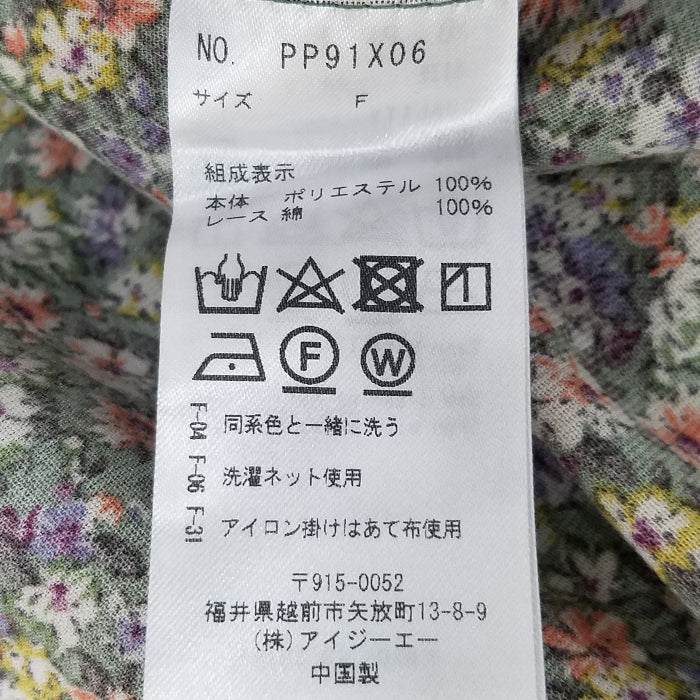 NO. PP91X06
サイズ F
組成表示
本体 ポリエステル 100%
レース 綿 100%
F
W
F-04 同系色と一緒に洗う
F-06 洗濯ネット使用
F-31 アイロン掛けはあて布使用
〒915-0052
福井県越前市矢放町13-8-9
(株)アイジーエー
中国製